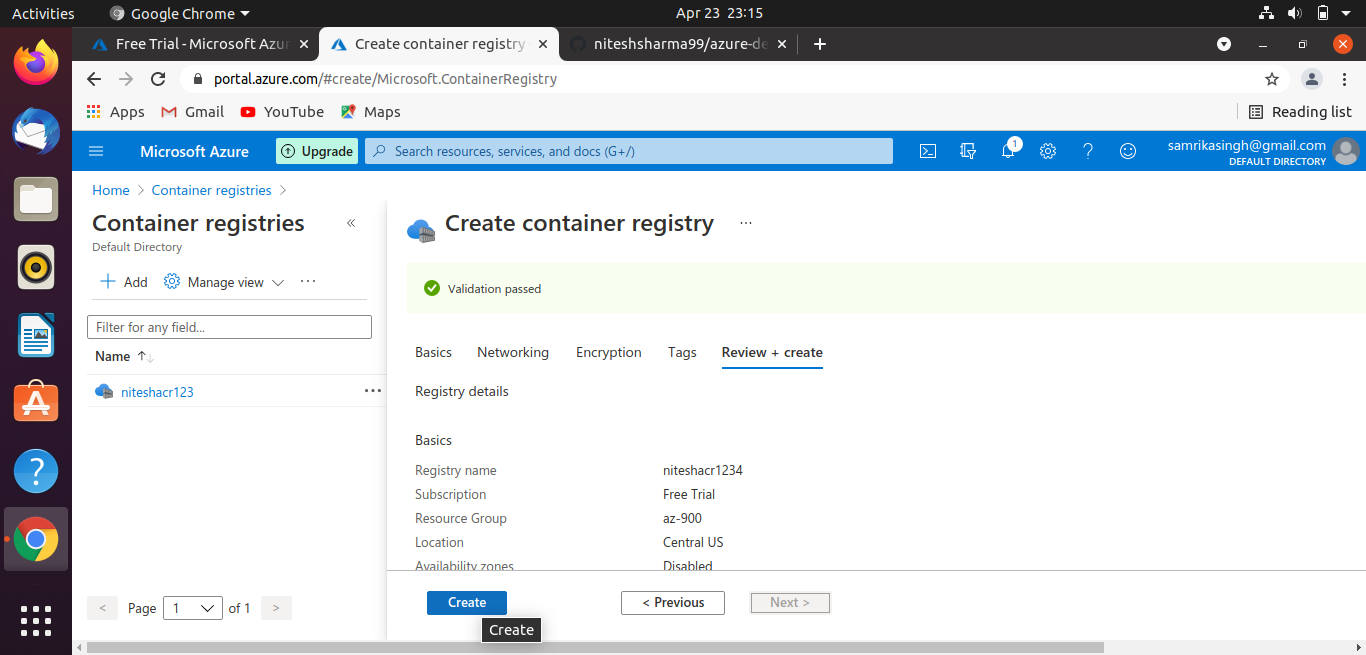 Activities Google Chrome Apr 23 23:15
Free Trial - Microsoft Azur Create container registry niteshsharma99/azure-de
portal.azure.com/#create/Microsoft.ContainerRegistry
Apps Gmail YouTube Maps Reading list
Microsoft Azure Upgrade Search resources, services, and docs (G+/) 1 samrikasingh@gmail.com
DEFAULT DIRECTORY
Home > Container registries >
Container registries «
Default Directory
+ Add Manage view ...
Filter for any field...
Name ↑↓
niteshacr123 ...
< Page 1 of 1 >
Create container registry ...
Validation passed
Basics Networking Encryption Tags Review + create
Registry details
Basics
Registry name niteshacr1234
Subscription Free Trial
Resource Group az-900
Location Central US
Availability zones Disabled
Create < Previous Next >
Create